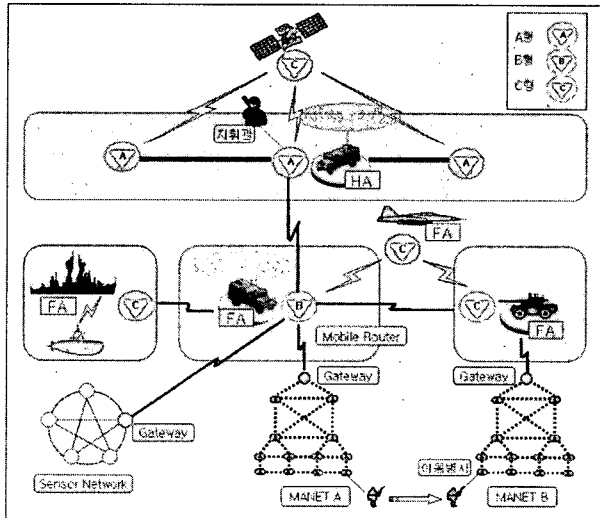 A형 A
B형 B
C형 C
C
지휘관
A
A
A
HA
FA
C
FA
C
FA
B
C
FA
Mobile Router
Gateway
Gateway
Gateway
Sensor Network
이동병사
MANET A
MANET B